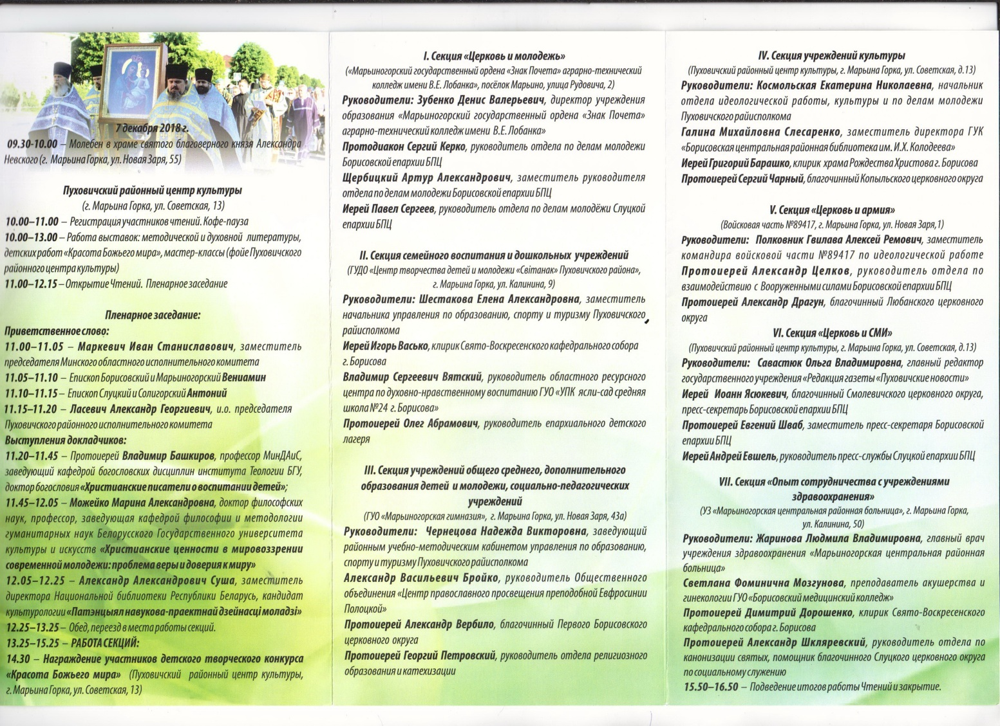 7 декабря 2018 г.
09.30-10.00 – Молебен в храме святого благоверного князя Александра
Невского (г. Марьина Горка, ул. Новая Заря, 55)
Пуховичский районный центр культуры
(г. Марьина Горка, ул. Советская, 13)
10.00–11.00 – Регистрация участников чтений. Кофе-пауза
10.00–13.00 – Работа выставок: методической и духовной литературы,
детских работ «Красота Божьего мира», мастер-классы (фойе Пуховичского
районного центра культуры)
11.00–12.15 – Открытие Чтений. Пленарное заседание
Пленарное заседание:
Приветственное слово:
11.00–11.05 – Маркевич Иван Станиславович, заместитель
председателя Минского областного исполнительного комитета
11.05–11.10 – Епископ Борисовский и Марьиногорский Вениамин
11.10–11.15 – Епископ Слуцкий и Солигорский Антоний
11.15–11.20 – Ласевич Александр Георгиевич, и.о. председателя
Пуховичского районного исполнительного комитета
Выступления докладчиков:
11.20–11.45 – Протоиерей Владимир Башкиров, профессор МинДАиС,
заведующий кафедрой богословских дисциплин института Теологии БГУ,
доктор богословия «Христианские писатели о воспитании детей»;
11.45–12.05 – Можейко Марина Александровна, доктор философских
наук, профессор, заведующая кафедрой философии и методологии
гуманитарных наук Белорусского Государственного университета
культуры и искусств «Христианские ценности в мировоззрении
современной молодежи: проблема веры и доверия к миру»
12.05–12.25 – Александр Александрович Суша, заместитель
директора Национальной библиотеки Республики Беларусь, кандидат
культурологии «Патэнцыял навукова-праектнай дзейнасці моладзі»
12.25–13.25 – Обед, переезд в места работы секций.
13.25–15.25 – РАБОТА СЕКЦИЙ:
14.30 – Награждение участников детского творческого конкурса
«Красота Божьего мира» (Пуховичский районный центр культуры,
г. Марьина Горка, ул. Советская, 13)
I. Секция «Церковь и молодежь»
(«Марьиногорский государственный ордена «Знак Почета» аграрно-технический
колледж имени В.Е. Лобанка», посёлок Марьино, улица Рудовича, 2)
Руководители: Зубенко Денис Валерьевич, директор учреждения
образования «Марьиногорский государственный ордена «Знак Почета»
аграрно-технический колледж имени В.Е. Лобанка»
Протодиакон Сергий Керко, руководитель отдела по делам молодежи
Борисовской епархии БПЦ
Щербицкий Артур Александрович, заместитель руководителя
отдела по делам молодежи Борисовской епархии БПЦ
Иерей Павел Сергеев, руководитель отдела по делам молодёжи Слуцкой
епархии БПЦ
II. Секция семейного воспитания и дошкольных учреждений
(ГУДО «Центр творчества детей и молодежи «Світанак» Пуховичского района»,
г. Марьина Горка, ул. Калинина, 9)
Руководители: Шестакова Елена Александровна, заместитель
начальника управления по образованию, спорту и туризму Пуховичского
райисполкома
Иерей Игорь Васько, клирик Свято-Воскресенского кафедрального собора
г. Борисова
Владимир Сергеевич Вятский, руководитель областного ресурсного
центра по духовно-нравственному воспитанию ГУО «УПК ясли-сад средняя
школа №24 г. Борисова»
Протоиерей Олег Абрамович, руководитель епархиального детского
лагеря
III. Секция учреждений общего среднего, дополнительного
образования детей и молодежи, социально-педагогических
учреждений
(ГУО «Марьиногорская гимназия», г. Марьина Горка, ул. Новая Заря, 43а)
Руководители: Чернецова Надежда Викторовна, заведующий
районным учебно-методическим кабинетом управления по образованию,
спорту и туризму Пуховичского райисполкома
Александр Васильевич Бройко, руководитель Общественного
объединения «Центр православного просвещения преподобной Евфросинии
Полоцкой»
Протоиерей Александр Вербило, благочинный Первого Борисовского
церковного округа
Протоиерей Георгий Петровский, руководитель отдела религиозного
образования и катехизации
IV. Секция учреждений культуры
(Пуховичский районный центр культуры, г. Марьина Горка, ул. Советская, д.13)
Руководители: Космольская Екатерина Николаевна, начальник
отдела идеологической работы, культуры и по делам молодежи
Пуховичского райисполкома
Галина Михайловна Слесаренко, заместитель директора ГУК
«Борисовская центральная районная библиотека им. И.Х. Колодеева»
Иерей Григорий Барашко, клирик храма Рождества Христова г. Борисова
Протоиерей Сергий Чарный, благочинный Копыльского церковного округа
V. Секция «Церковь и армия»
(Войсковая часть №89417, г. Марьина Горка, ул. Новая Заря,1)
Руководители: Полковник Гвилава Алексей Ремович, заместитель
командира войсковой части №89417 по идеологической работе
Протоиерей Александр Целков, руководитель отдела по
взаимодействию с Вооруженными силами Борисовской епархии БПЦ
Протоиерей Александр Драгун, благочинный Любанского церковного
округа
VI. Секция «Церковь и СМИ»
(Пуховичский районный центр культуры, г. Марьина Горка, ул. Советская, д.13)
Руководители: Савастюк Ольга Владимировна, главный редактор
государственного учреждения «Редакция газеты «Пуховичские новости»
Иерей Иоанн Ясюкевич, благочинный Смолевичского церковного округа,
пресс-секретарь Борисовской епархии БПЦ
Протоиерей Евгений Шваб, заместитель пресс-секретаря Борисовской
епархии БПЦ
Иерей Андрей Евшель, руководитель пресс-службы Слуцкой епархии БПЦ
VII. Секция «Опыт сотрудничества с учреждениями
здравоохранения»
(УЗ «Марьиногорская центральная районная больница», г. Марьина Горка,
ул. Калинина, 50)
Руководители: Жаринова Людмила Владимировна, главный врач
учреждения здравоохранения «Марьиногорская центральная районная
больница»
Светлана Фоминична Мозгунова, преподаватель акушерства и
гинекологии ГУО «Борисовский медицинский колледж»
Протоиерей Димитрий Дорошенко, клирик Свято-Воскресенского
кафедрального собора г. Борисова
Протоиерей Александр Шкляревский, руководитель отдела по
канонизации святых, помощник благочинного Слуцкого церковного округа
по социальному служению
15.50–16.50 – Подведение итогов работы Чтений и закрытие.